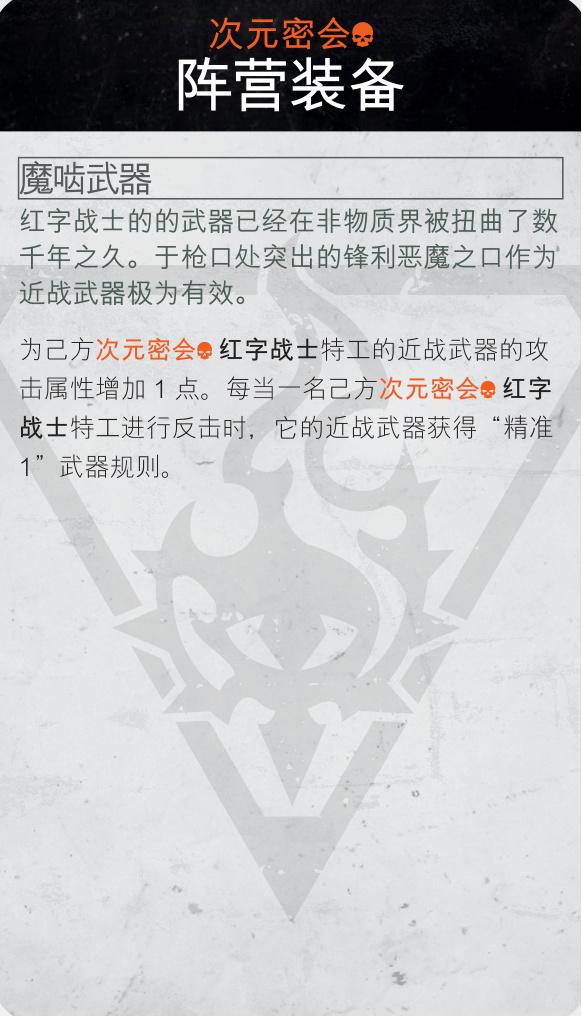 次元密会
阵营装备
魔啮武器
红字战士的的武器已经在非物质界被扭曲了数
千年之久。于枪口处突出的锋利恶魔之口作为
近战武器极为有效。
为己方次元密会 红字战士特工的近战武器的攻
击属性增加 1 点。每当一名己方次元密会 红字
战士特工进行反击时，它的近战武器获得“精准
1”武器规则。